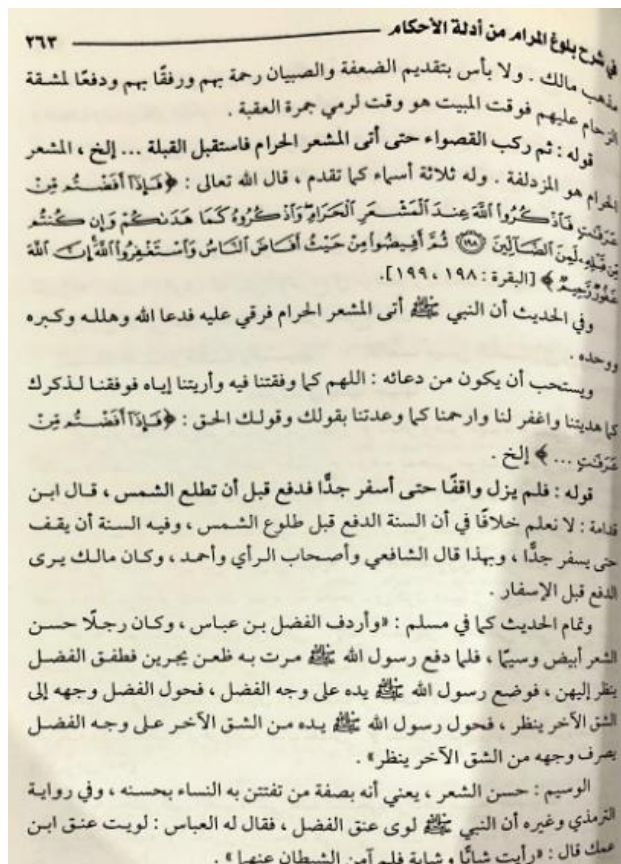 في شرح بلوغ المرام من أدلة الأحكام ٢٦٣
مذهب مالك . ولا بأس بتقديم الضعفة والصبيان رحمة بهم ورفقًا بهم ودفعًا لمشقة
الزحام عليهم فوقت المبيت هو وقت لرمي جمرة العقبة .
قوله : ثم ركب القصواء حتى أتى المشعر الحرام فاستقبل القبلة ... إلخ ، المشعر
الحرام هو المزدلفة . وله ثلاثة أسماء كما تقدم ، قال الله تعالى : ﴿فَإِذَآ أَفَضْتُم مِّنْ
عَرَفَٰتٍ فَٱذْكُرُوا۟ ٱللَّهَ عِندَ ٱلْمَشْعَرِ ٱلْحَرَامِ وَٱذْكُرُوهُ كَمَا هَدَىٰكُمْ وَإِن كُنتُم
مِّن قَبْلِهِۦ لَمِنَ ٱلضَّآلِّينَ ۝١٩٨ ثُمَّ أَفِيضُوا۟ مِنْ حَيْثُ أَفَاضَ ٱلنَّاسُ وَٱسْتَغْفِرُوا۟ ٱللَّهَ إِنَّ ٱللَّهَ
غَفُورٌ رَّحِيمٌ﴾ [البقرة : ١٩٨ ، ١٩٩].
وفي الحديث أن النبي ﷺ أتى المشعر الحرام فرقي عليه فدعا الله وهلله وكبره
ووحده .
ويستحب أن يكون من دعائه : اللهم كما وفقتنا فيه وأريتنا إياه فوفقنا لذكرك
كما هديتنا واغفر لنا وارحمنا كما وعدتنا بقولك وقولك الحق : ﴿فَإِذَآ أَفَضْتُم مِّنْ
عَرَفَٰتٍ ...﴾ إلخ .
قوله : فلم يزل واقفًا حتى أسفر جدًّا فدفع قبل أن تطلع الشمس ، قال ابن
قدامة : لا نعلم خلافًا في أن السنة الدفع قبل طلوع الشمس ، وفيه السنة أن يقف
حتى يسفر جدًّا ، وبهذا قال الشافعي وأصحاب الرأي وأحمد ، وكان مالك يرى
الدفع قبل الإسفار .
وتمام الحديث كما في مسلم : «وأردف الفضل بن عباس ، وكان رجلًا حسن
الشعر أبيض وسيمًا ، فلما دفع رسول الله ﷺ مرت به ظعن يجرين فطفق الفضل
ينظر إليهن ، فوضع رسول الله ﷺ يده على وجه الفضل ، فحول الفضل وجهه إلى
الشق الآخر ينظر ، فحول رسول الله ﷺ يده من الشق الآخر على وجه الفضل
يصرف وجهه من الشق الآخر ينظر» .
الوسيم : حسن الشعر ، يعني أنه بصفة من تفتتن به النساء بحسنه ، وفي رواية
الترمذي وغيره أن النبي ﷺ لوى عنق الفضل ، فقال له العباس : لويت عنق ابن
عمك قال : «رأيت شابًّا وشابة فلم آمن الشيطان عنهما» .